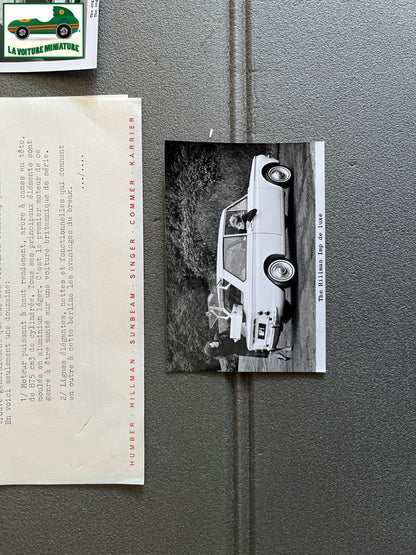 LA VOITURE MINIATURE
En voici seulement une douzaine:
1/ Moteur puissant à haut rendement, arbre à cames en tête,
de 875 cm3 de cylindrée. Tous ses principaux éléments sont
moulés en aluminium léger. C'est le premier moteur de ce
genre à être monté sur une voiture britannique de série.
2/ Lignes élégantes, nettes et fonctionnelles qui donnent
en outre à cette berline les avantages du break.
.../....
HUMBER · HILLMAN · SUNBEAM · SINGER · COMMER · KARRIER
The Hillman Imp de luxe